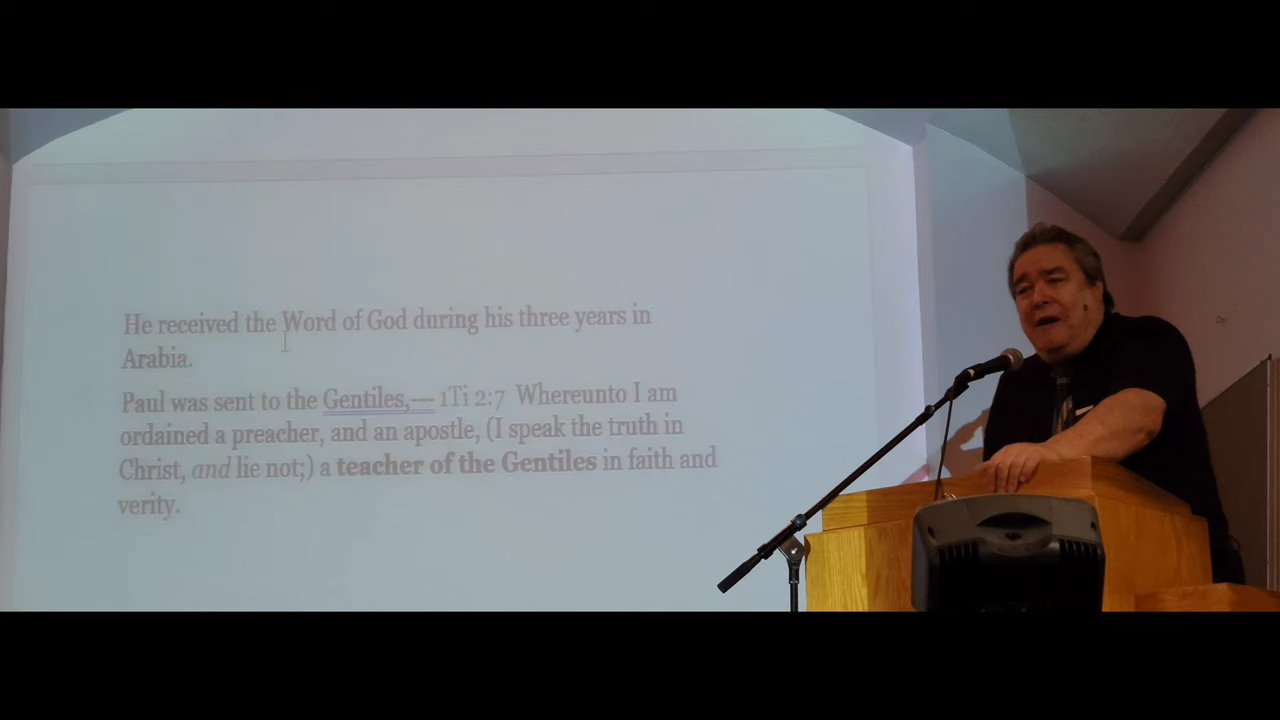 He received the Word of God during his three years in
Arabia.
Paul was sent to the Gentiles,--- 1Ti 2:7 Whereunto I am
ordained a preacher, and an apostle, (I speak the truth in
Christ, and lie not;) a teacher of the Gentiles in faith and
verity.